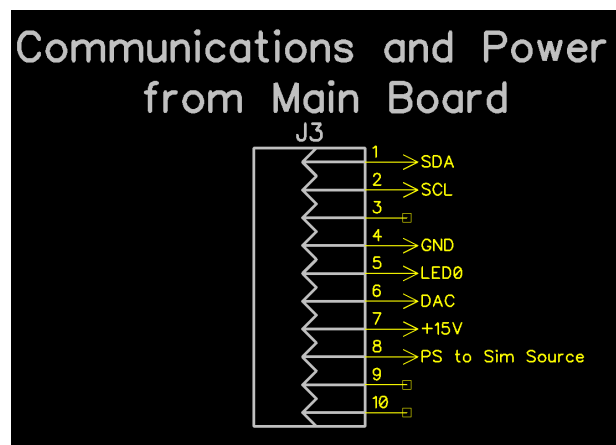 Communications and Power
from Main Board
J3
1 SDA
2 SCL
3
4 GND
5 LED0
6 DAC
7 +15V
8 PS to Sim Source
9
10